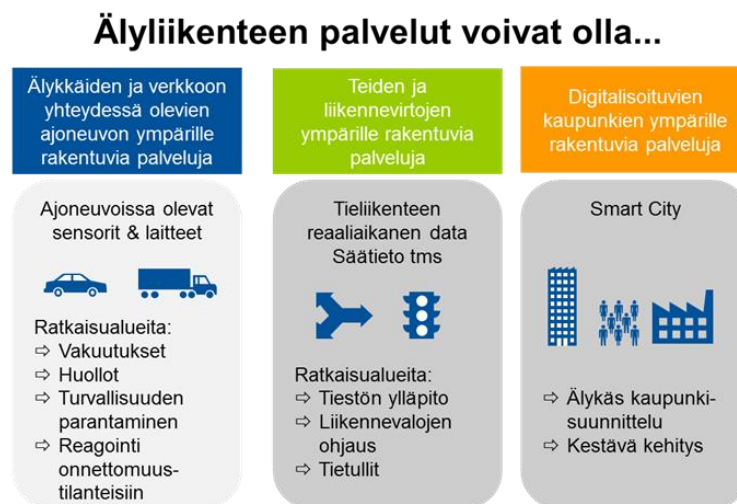 Älyliikenteen palvelut voivat olla...
Älykkäiden ja verkkoon
yhteydessä olevien
ajoneuvon ympärille
rakentuvia palveluja
Ajoneuvoissa olevat
sensorit & laitteet
Ratkaisualueita:
⇨ Vakuutukset
⇨ Huollot
⇨ Turvallisuuden
parantaminen
⇨ Reagointi
onnettomuus-
tilanteisiin
Teiden ja
liikennevirtojen
ympärille rakentuvia
palveluja
Tieliikenteen
reaaliaikanen data
Säätieto tms
Ratkaisualueita:
⇨ Tiestön ylläpito
⇨ Liikennevalojen
ohjaus
⇨ Tietullit
Digitalisoituvien
kaupunkien ympärille
rakentuvia palveluja
Smart City
⇨ Älykäs kaupunki-
suunnittelu
⇨ Kestävä kehitys